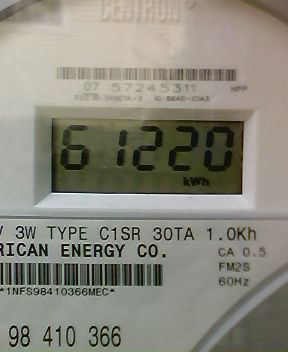 CENTRON
07 57245311
61220
kWh
V 3W TYPE C1SR 30TA 1.0Kh
RICAN ENERGY CO.
CA 0.5
FM2S
60Hz
*1NFS98410366MEC*
98 410 366